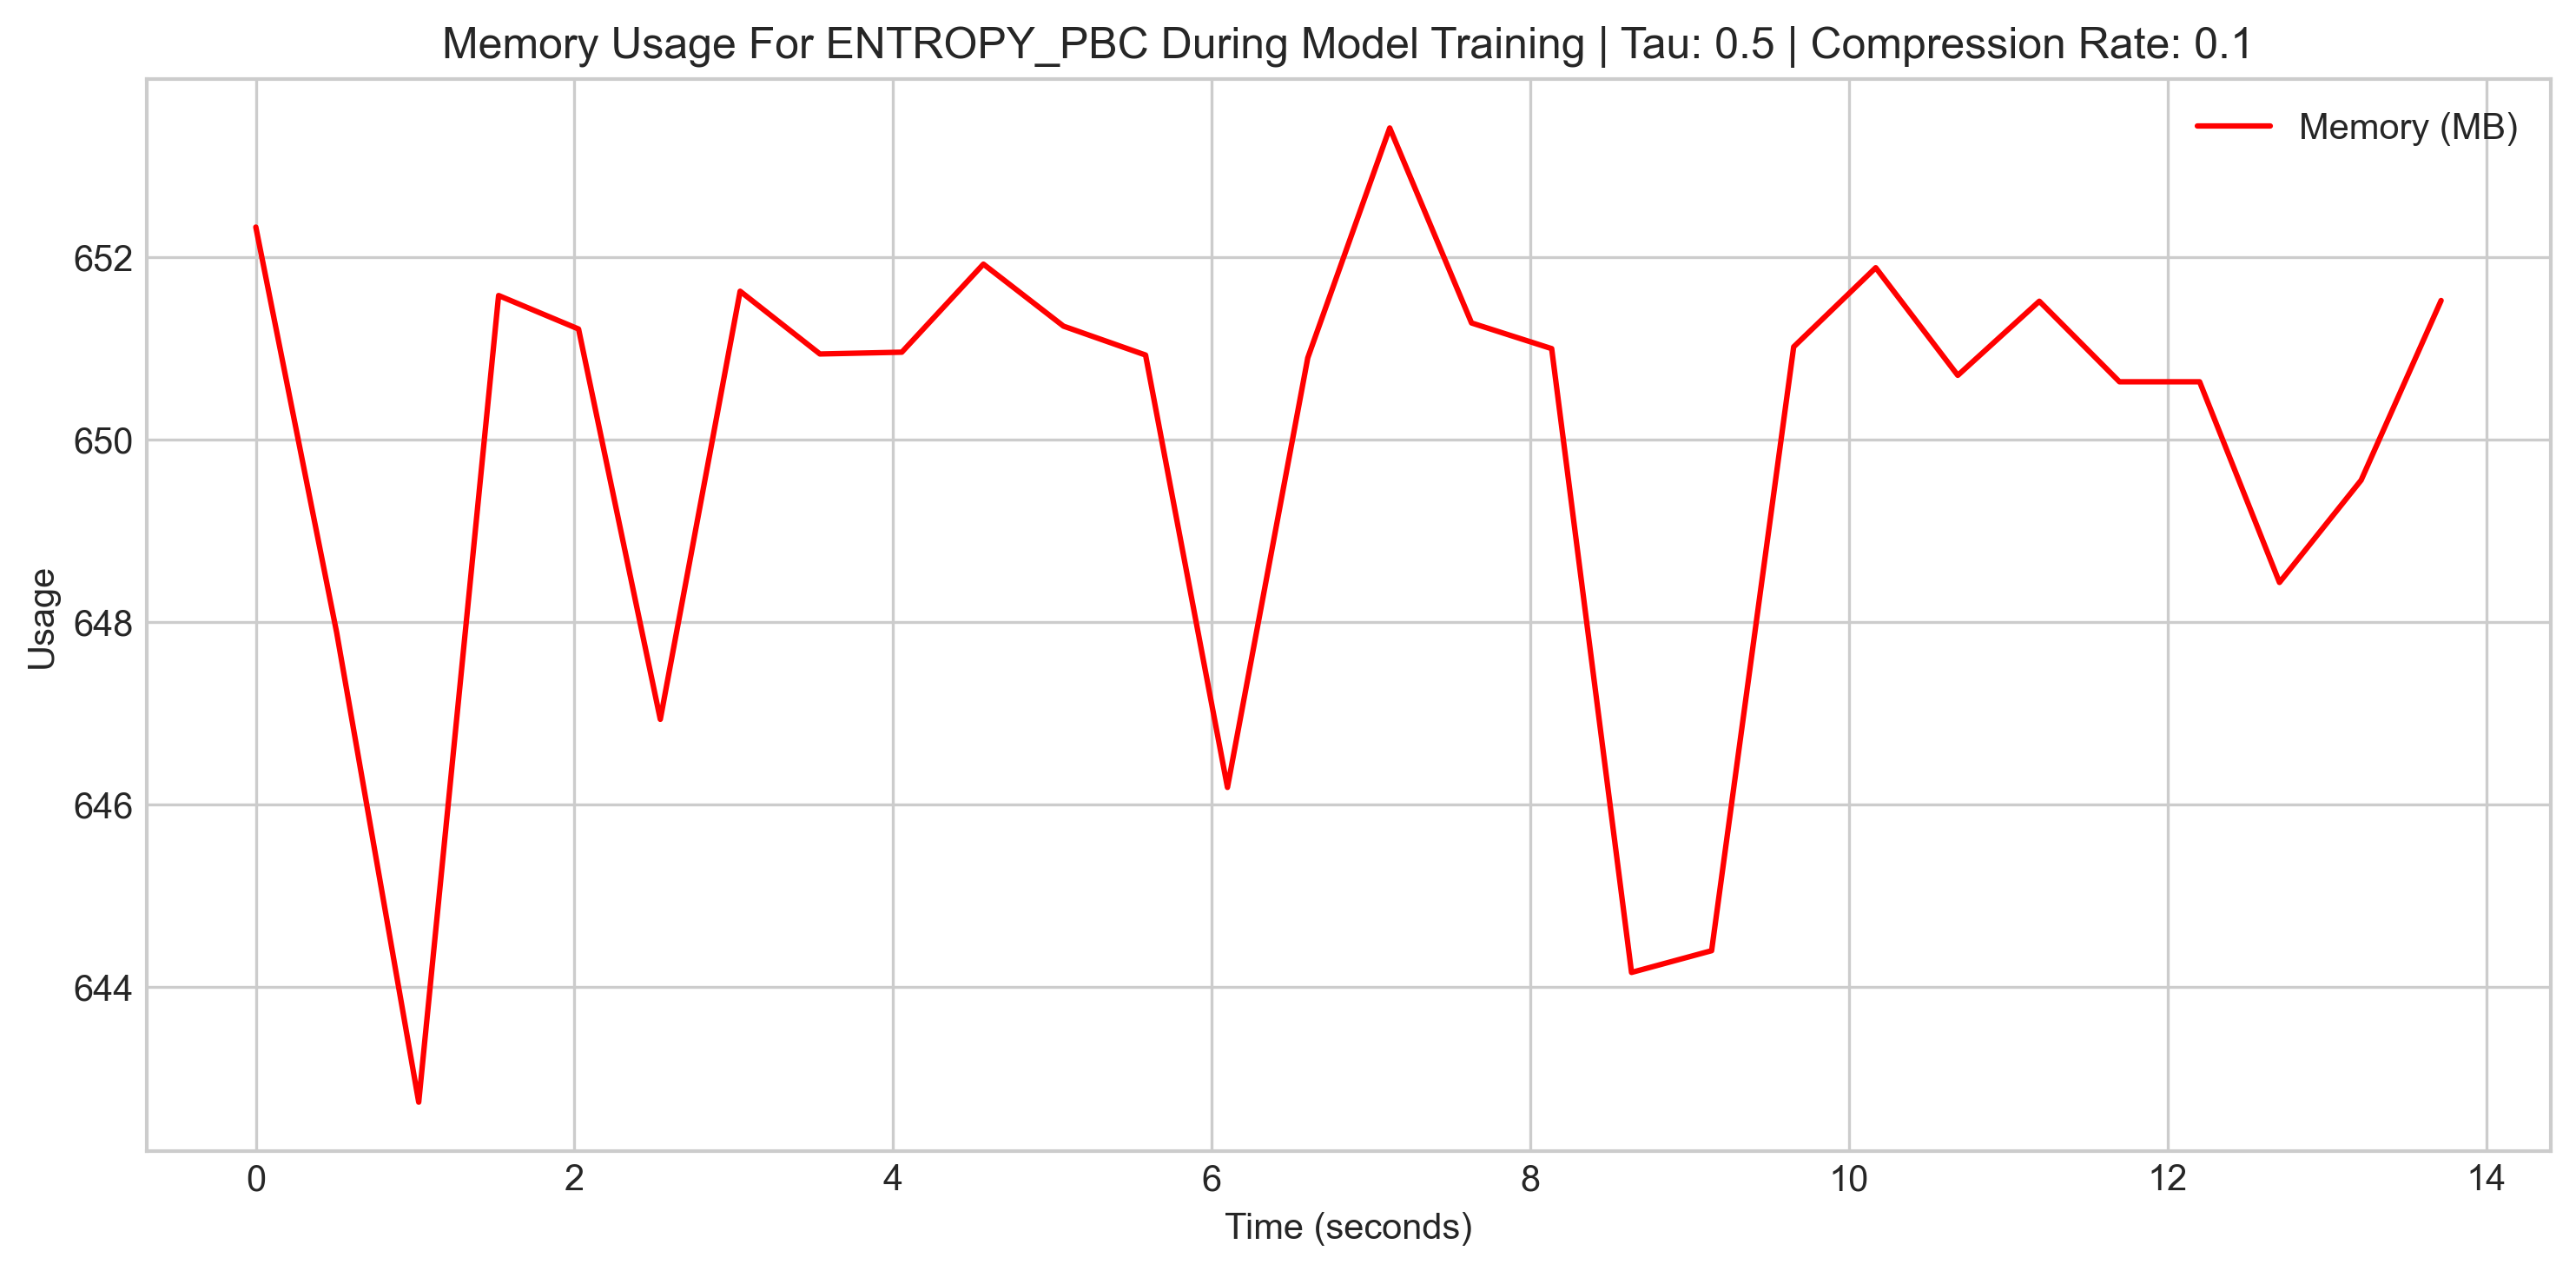 Memory Usage For ENTROPY_PBC During Model Training | Tau: 0.5 | Compression Rate: 0.1
Memory (MB)
652
650
648
646
644
Usage
0 2 4 6 8 10 12 14
Time (seconds)